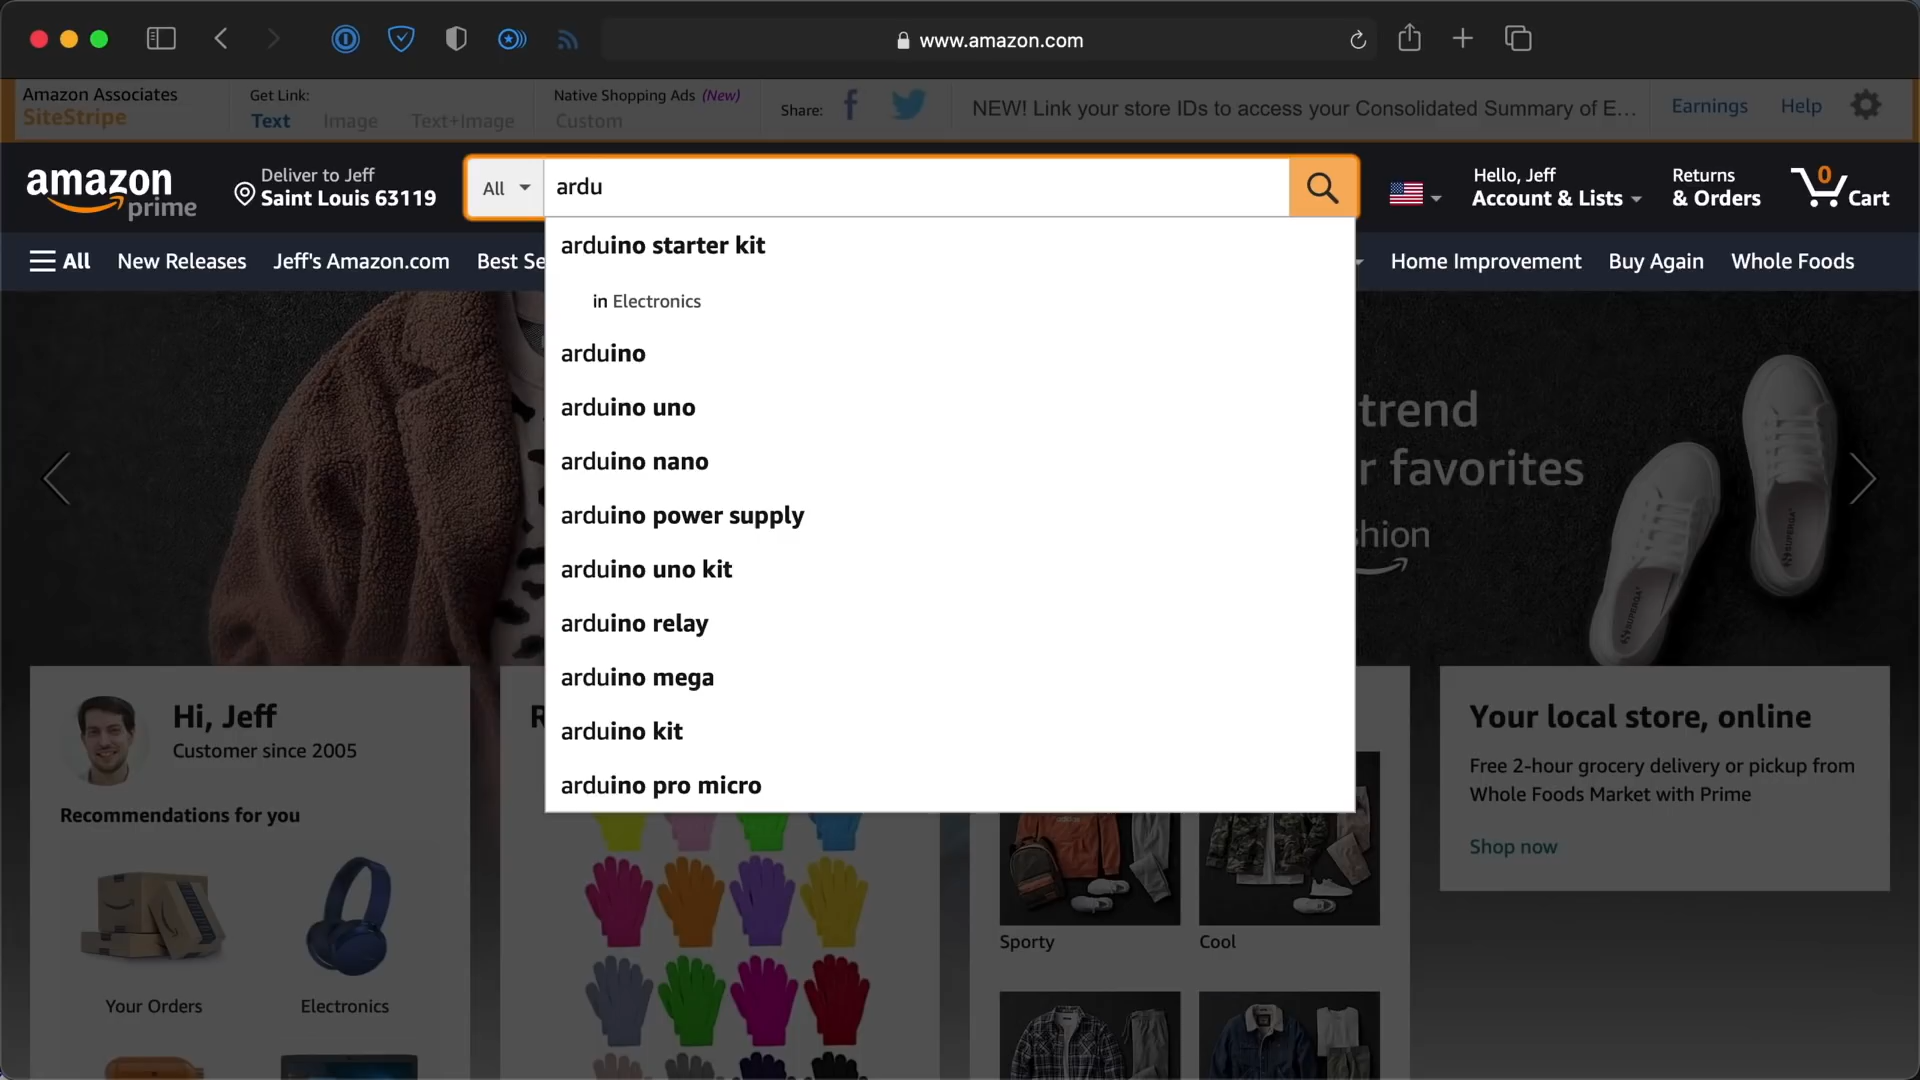 www.amazon.com
Amazon Associates
SiteStripe
Get Link:
Text Image Text+Image
Native Shopping Ads (New)
Custom
Share:
NEW! Link your store IDs to access your Consolidated Summary of E...
Earnings
Help
amazon
prime
Deliver to Jeff
Saint Louis 63119
All
ardu
Hello, Jeff
Account & Lists
Returns
& Orders
0
Cart
All
New Releases
Jeff's Amazon.com
Best Se
Home Improvement
Buy Again
Whole Foods
arduino starter kit
in Electronics
arduino
arduino uno
arduino nano
arduino power supply
arduino uno kit
arduino relay
arduino mega
arduino kit
arduino pro micro
trend
r favorites
shion
SUPERGA
SUPERGA
Hi, Jeff
Customer since 2005
Recommendations for you
Your Orders
Electronics
R
Sporty
Cool
Your local store, online
Free 2-hour grocery delivery or pickup from
Whole Foods Market with Prime
Shop now